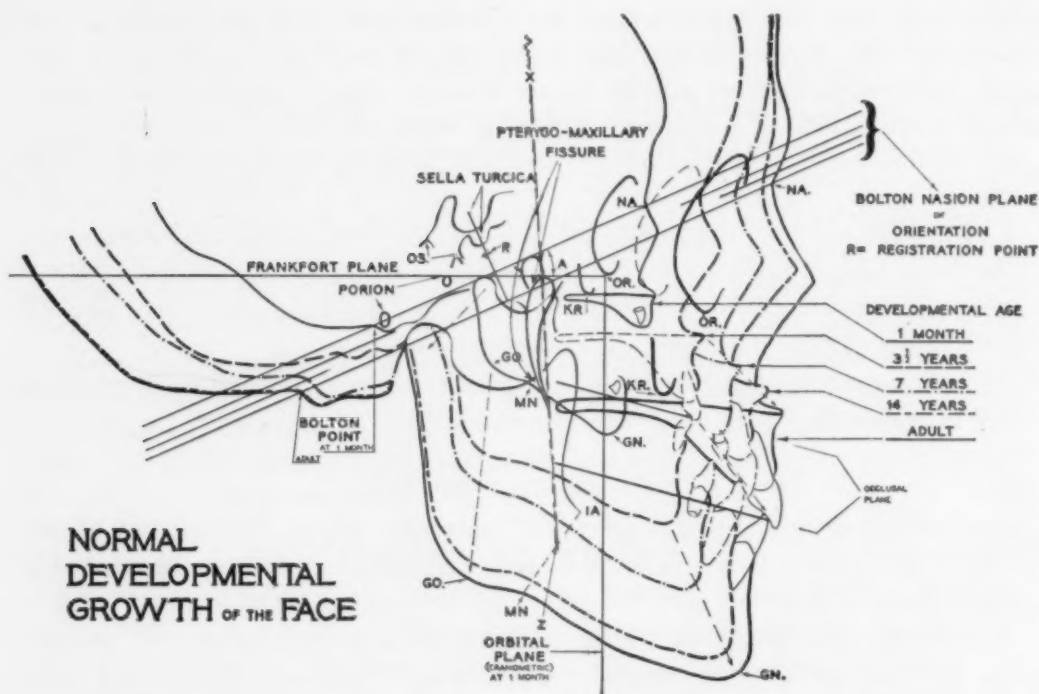 X
PTERYGO-MAXILLARY
FISSURE
SELLA TURCICA
NA.
NA.
BOLTON NASION PLANE
OF
ORIENTATION
R= REGISTRATION POINT
OS.
R
FRANKFORT PLANE
O
A
OR.
PORION
KR.
OR.
DEVELOPMENTAL AGE
1 MONTH
3½ YEARS
7 YEARS
14 YEARS
ADULT
GO.
MN
KR.
GN.
BOLTON
POINT
AT 1 MONTH
ADULT
OCCLUSAL
PLANE
IA
NORMAL
DEVELOPMENTAL
GROWTH OF THE FACE
GO.
MN
Z
ORBITAL
PLANE
(CRANIOMETRIC)
AT 1 MONTH
GN.